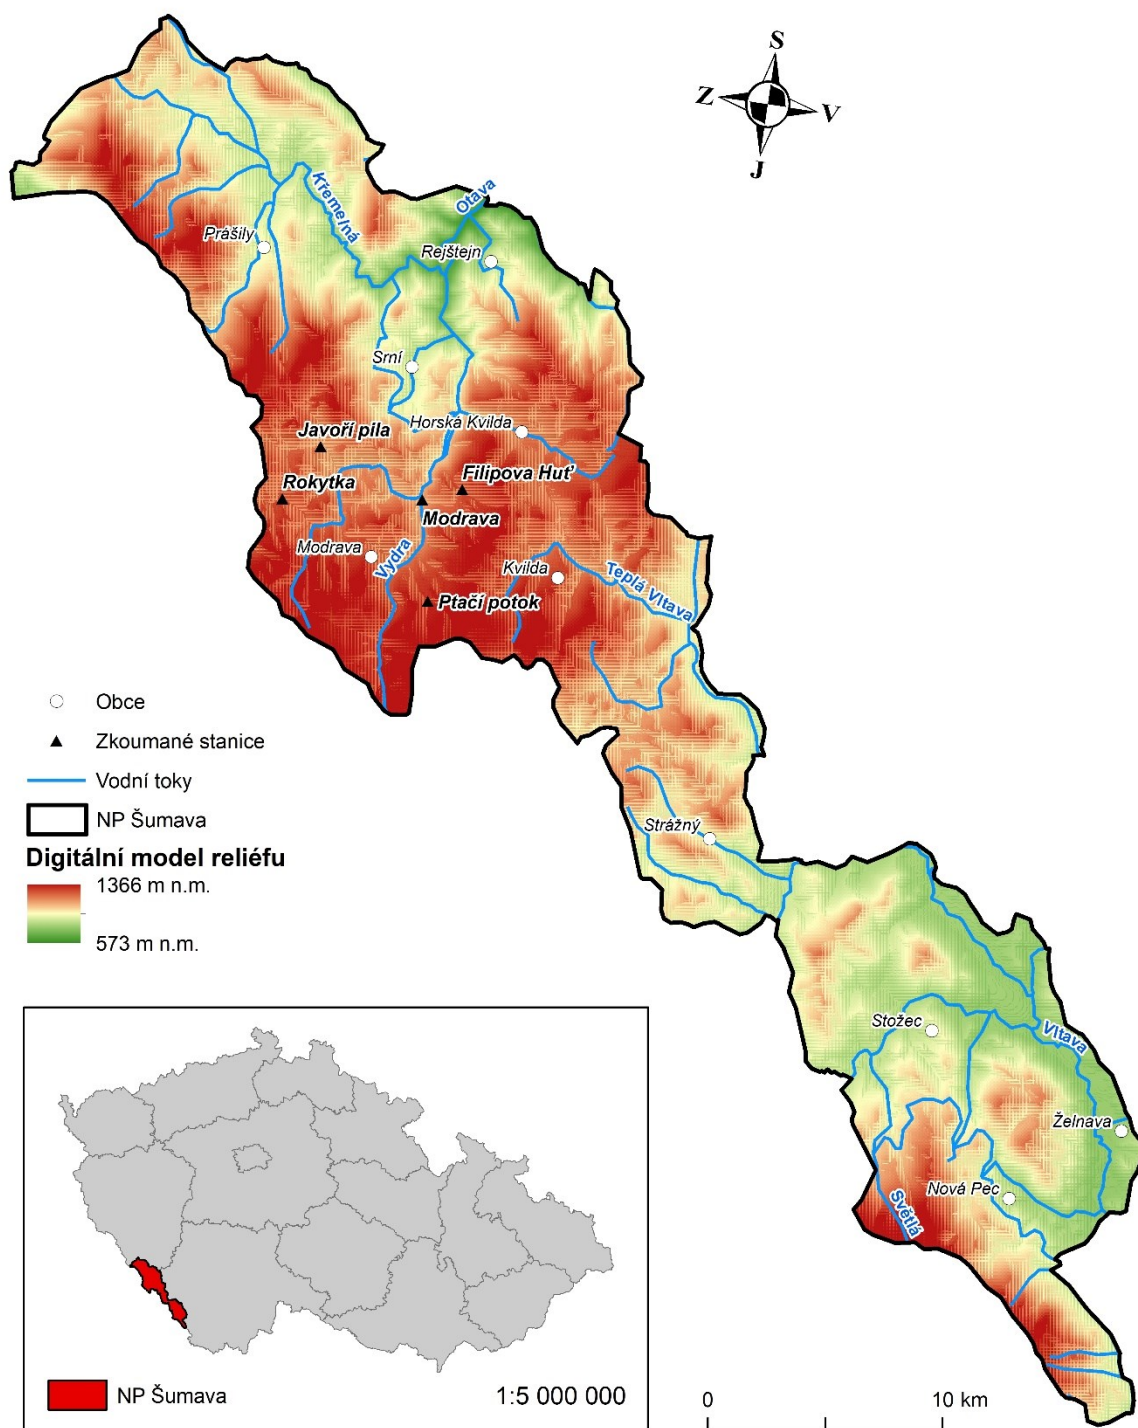 S
Z
V
J
Křemelná
Otava
Prášily
Rejštejn
Srní
Horská Kvilda
Javoří pila
Filipova Huť
Rokytka
Modrava
Modrava
Vydra
Kvilda
Teplá Vltava
Ptačí potok
Obce
Zkoumané stanice
Vodní toky
NP Šumava
Digitální model reliéfu
1366 m n.m.
573 m n.m.
Strážný
Stožec
Vltava
Želnava
Nová Pec
Světlá
NP Šumava
1:5 000 000
0
10 km